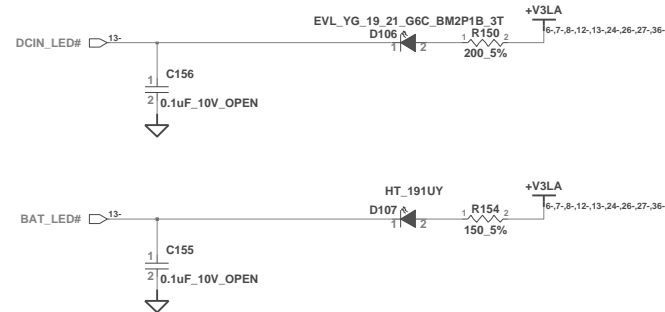 +V3LA
EVL_YG_19_21_G6C_BM2P1B_3T
DCIN_LED# 13- D106 R150 6-,7-,8-,12-,13-,24-,26-,27-,36-
1 2 1 2
200_5%
1 C156
2 0.1uF_10V_OPEN
+V3LA
HT_191UY
BAT_LED# 13- D107 R154 6-,7-,8-,12-,13-,24-,26-,27-,36-
1 2 1 2
150_5%
1 C155
2 0.1uF_10V_OPEN